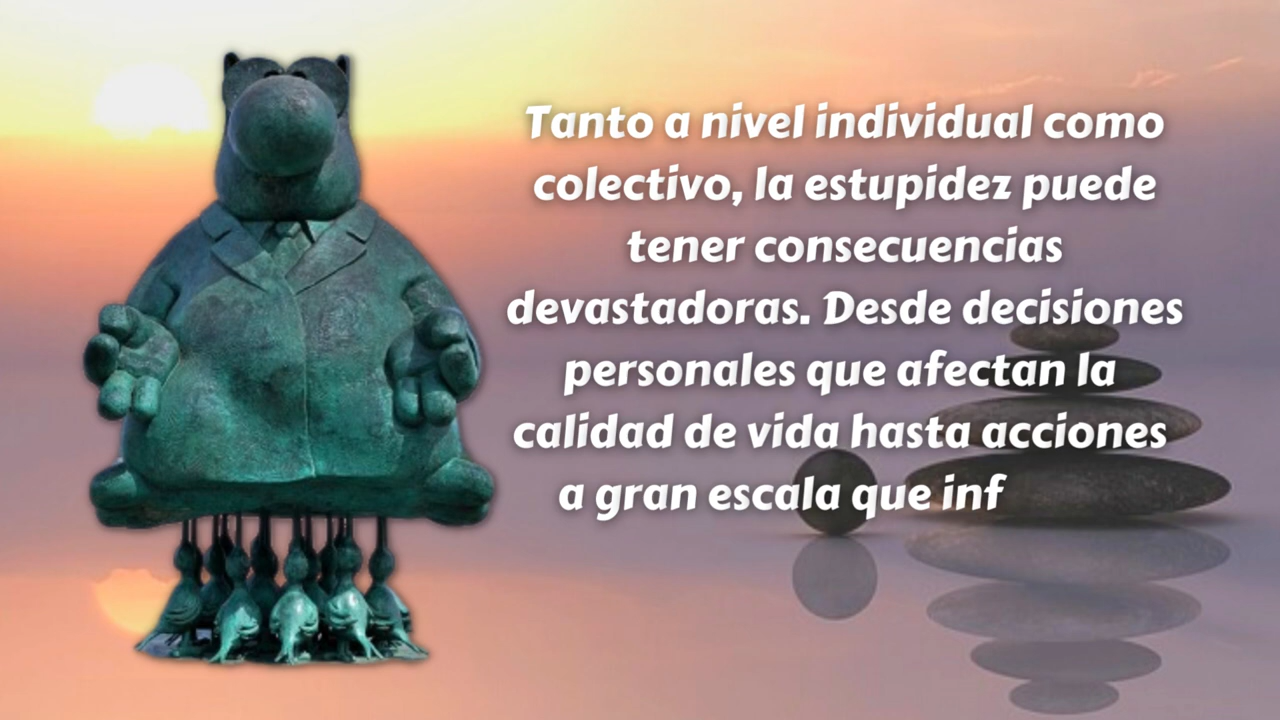 Tanto a nivel individual como
colectivo, la estupidez puede
tener consecuencias
devastadoras. Desde decisiones
personales que afectan la
calidad de vida hasta acciones
a gran escala que inf